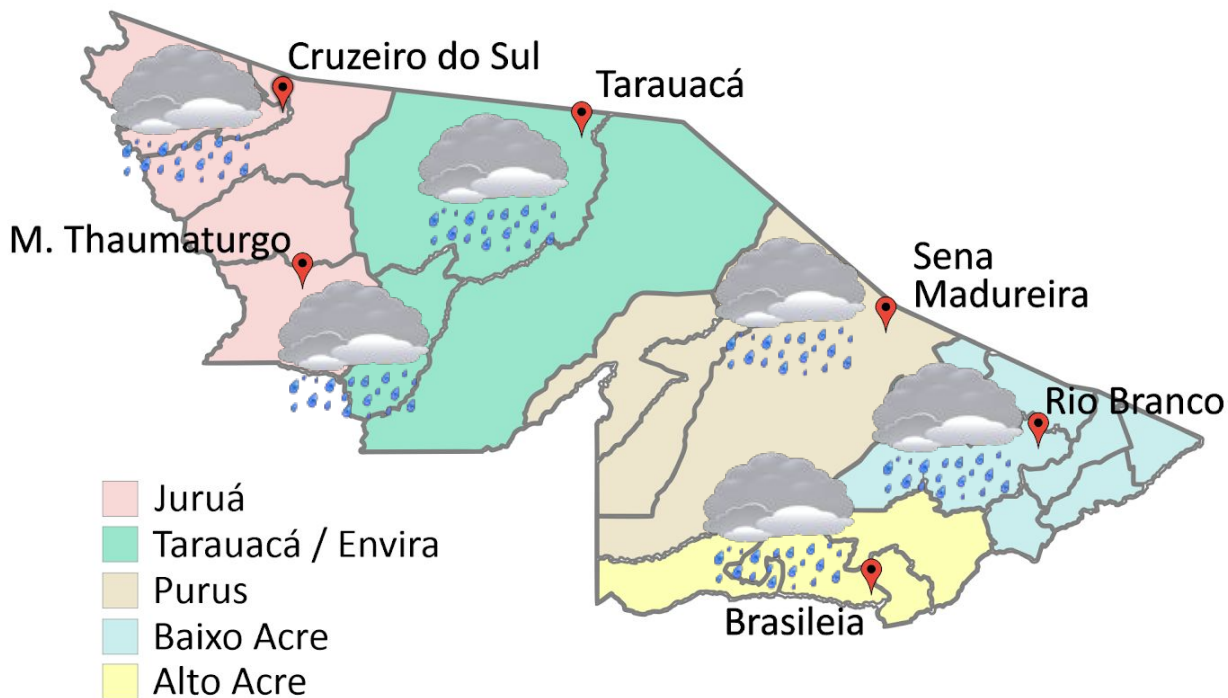 Cruzeiro do Sul
Tarauacá
M. Thaumaturgo
Sena
Madureira
Rio Branco
Brasileia
Juruá
Tarauacá / Envira
Purus
Baixo Acre
Alto Acre